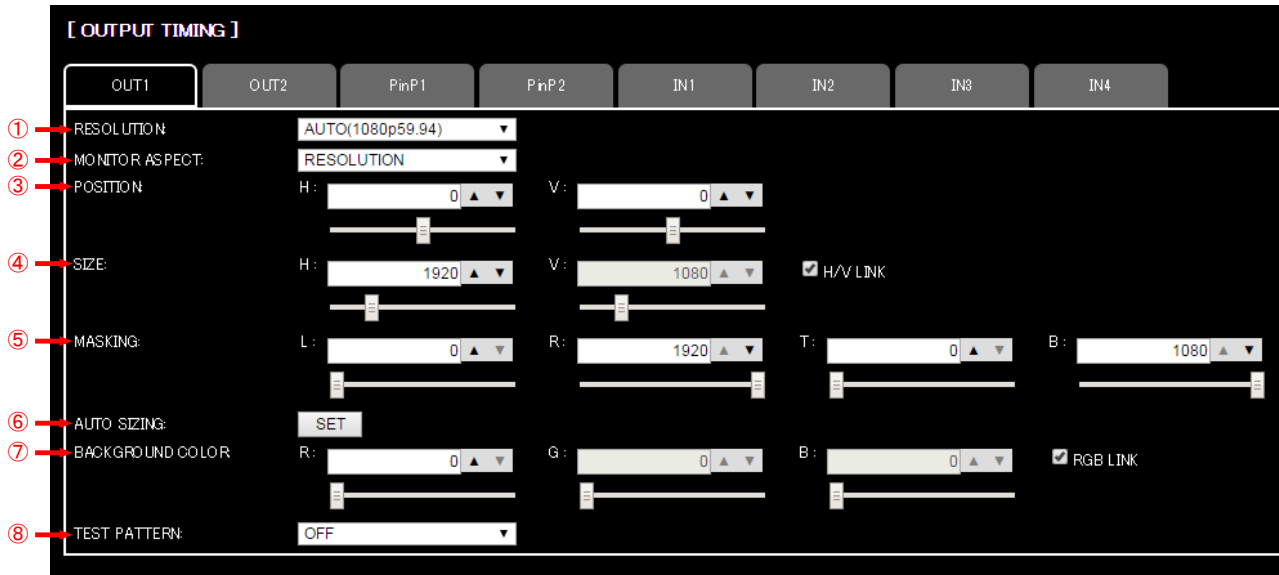 [ OUTPUT TIMING ]
OUT1 OUT2 PinP1 PinP2 IN1 IN2 IN3 IN4
① RESOLUTION: AUTO(1080p59.94) ▼
② MONITOR ASPECT: RESOLUTION ▼
③ POSITION: H: 0 ▲ ▼ V: 0 ▲ ▼
④ SIZE: H: 1920 ▲ ▼ V: 1080 ▲ ▼ H/V LINK
⑤ MASKING: L: 0 ▲ ▼ R: 1920 ▲ ▼ T: 0 ▲ ▼ B: 1080 ▲ ▼
⑥ AUTO SIZING: SET
⑦ BACKGROUND COLOR R: 0 ▲ ▼ G: 0 ▲ ▼ B: 0 ▲ ▼ RGB LINK
⑧ TEST PATTERN: OFF ▼